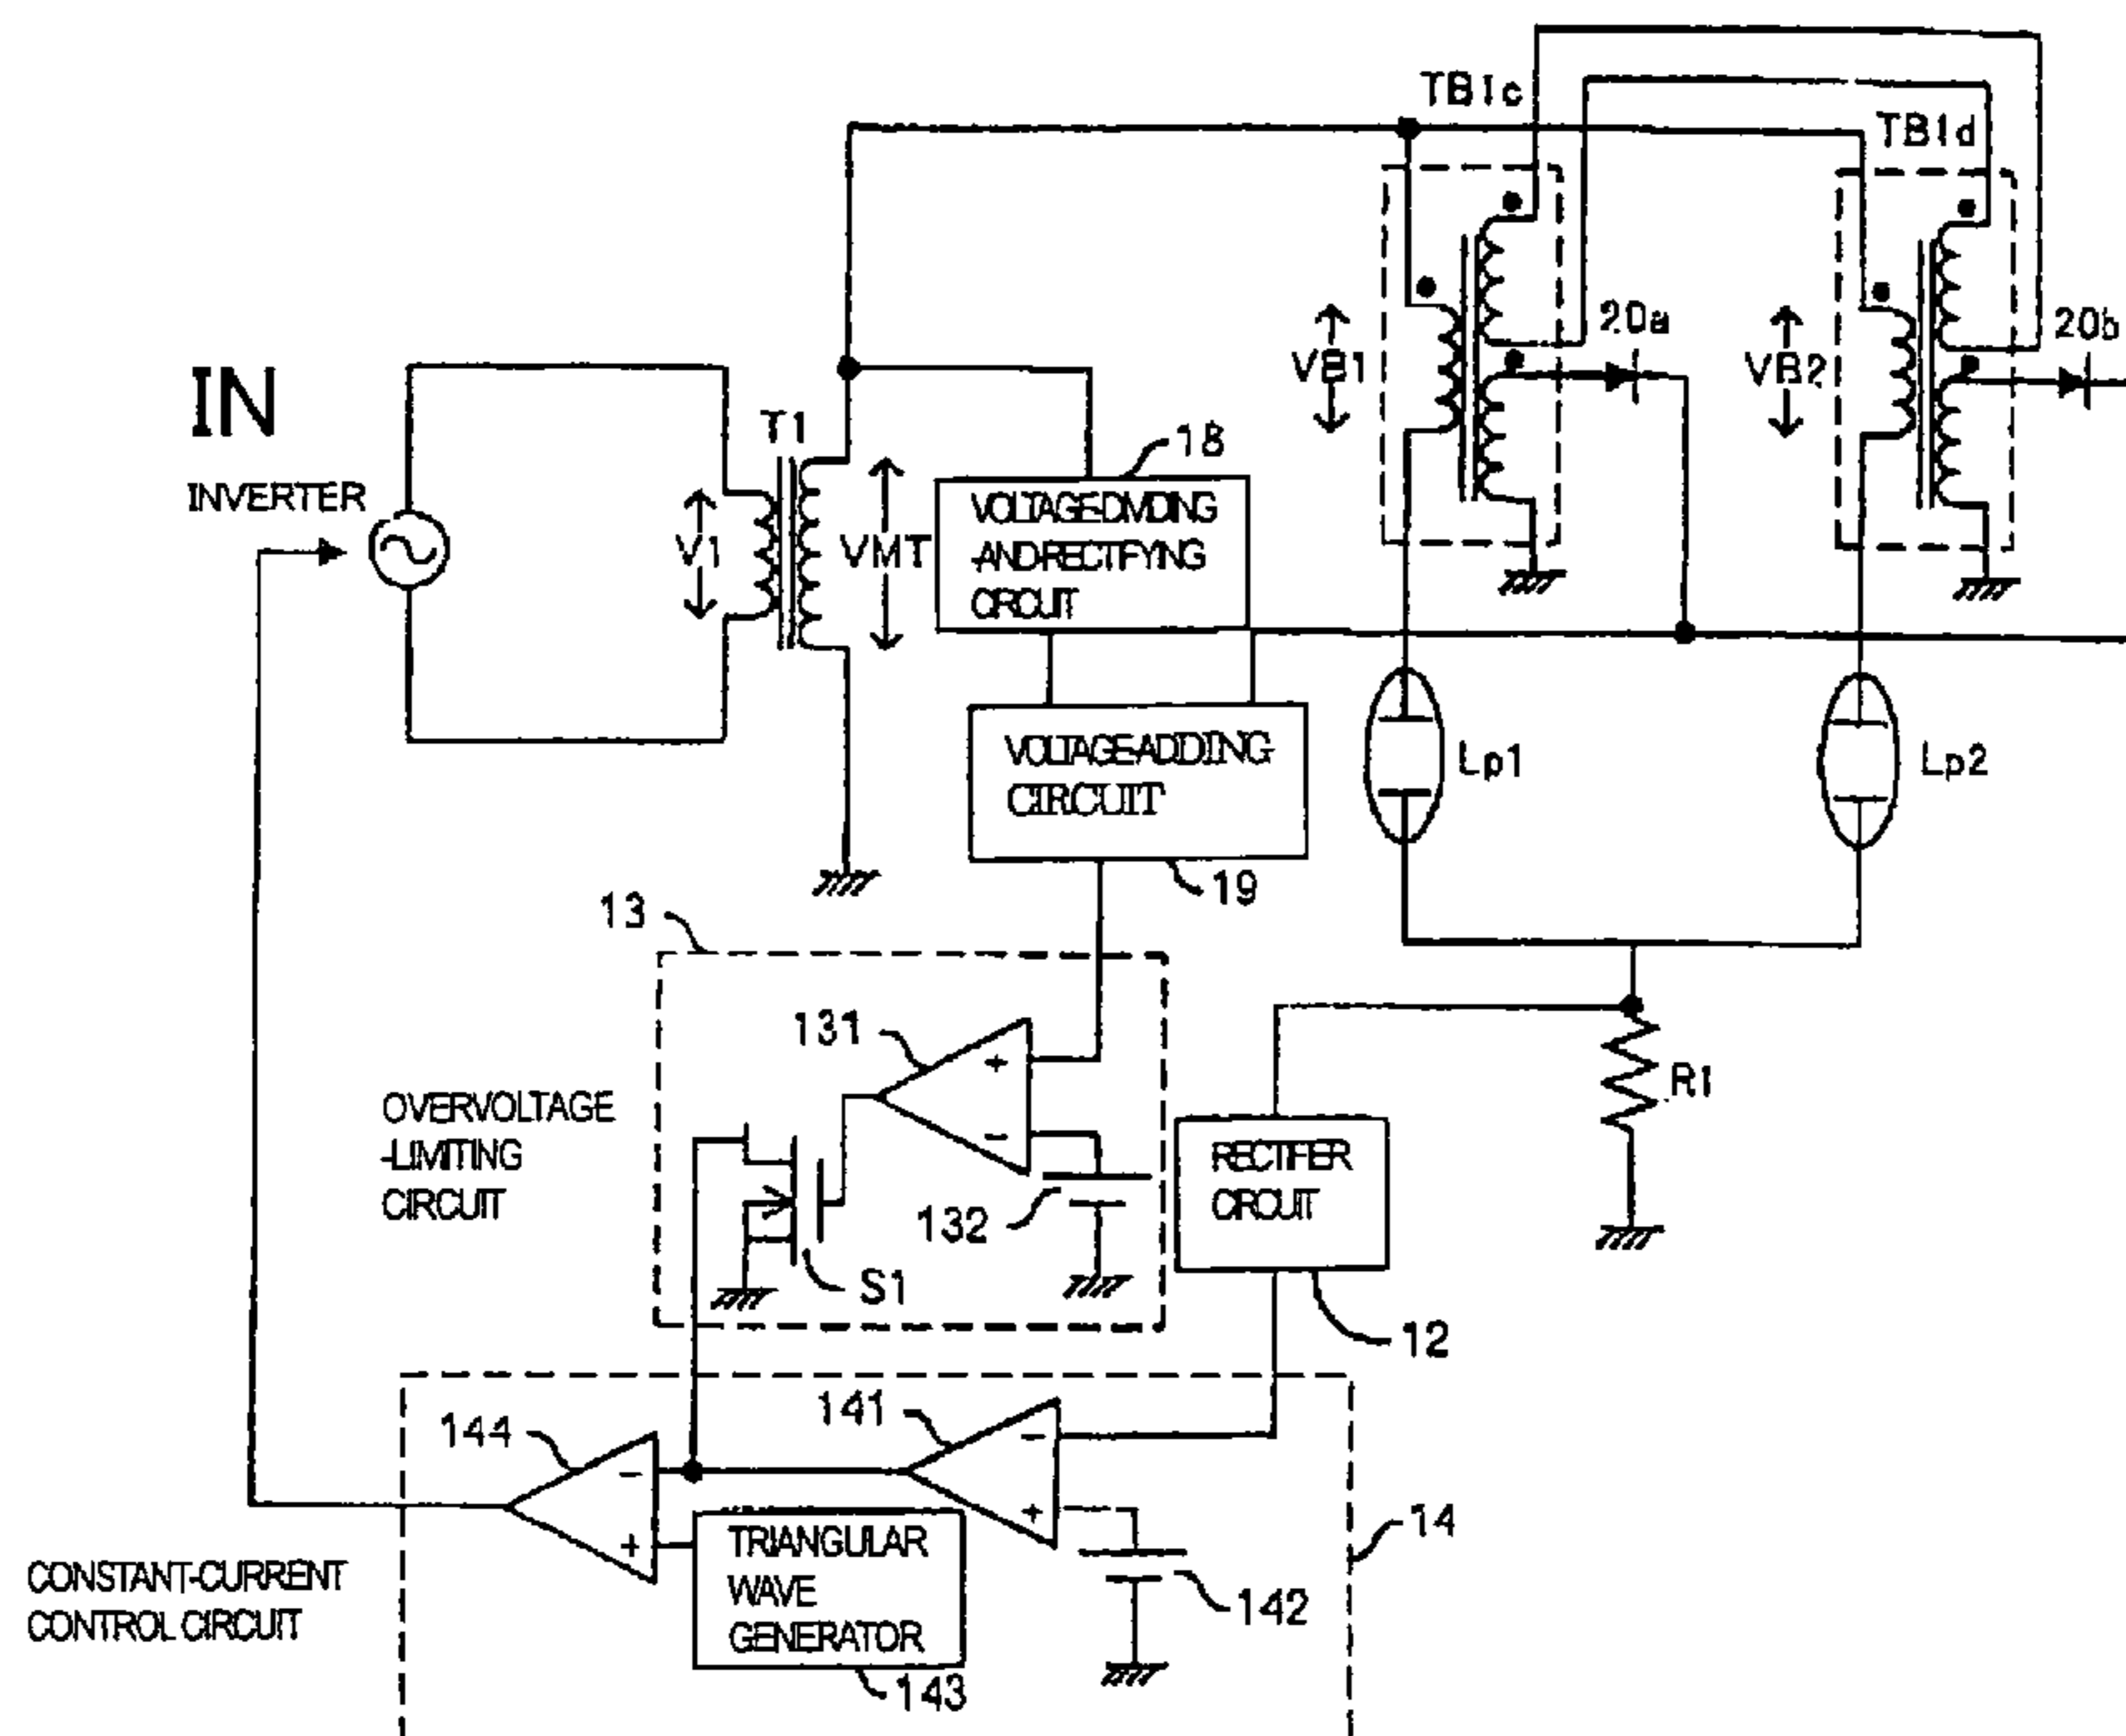 TB1c
TB1d
IN
INVERTER
T1
V1
VMT
18
VOLTAGE-DIVIDING
-AND-RECTIFYING
CIRCUIT
VB1
20a
VB2
20b
VOLTAGE-ADDING
CIRCUIT
19
Lp1
Lp2
13
131
+
-
132
OVERVOLTAGE
-LIMITING
CIRCUIT
S1
RECTIFIER
CIRCUIT
12
R1
144
-
+
141
-
+
14
142
TRIANGULAR
WAVE
GENERATOR
143
CONSTANT-CURRENT
CONTROL CIRCUIT